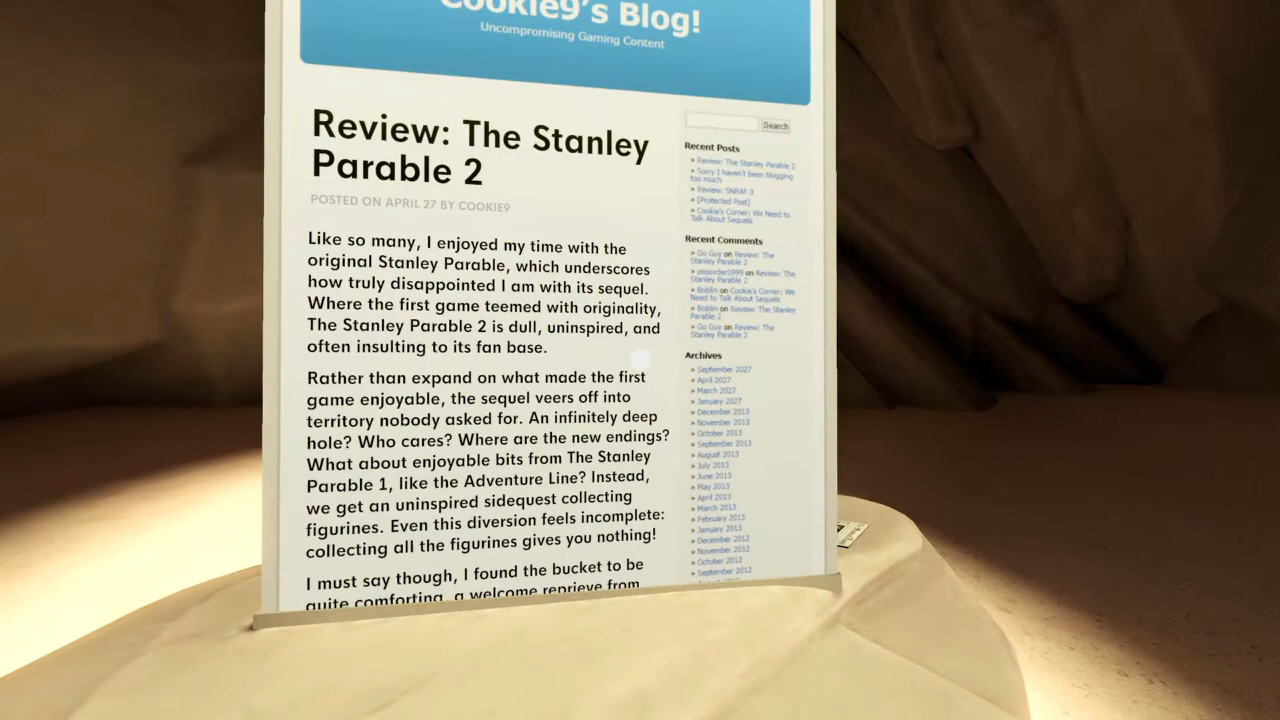 Cookie9's Blog!
Uncompromising Gaming Content
Review: The Stanley
Parable 2
POSTED ON APRIL 27 BY COOKIE9
Like so many, I enjoyed my time with the
original Stanley Parable, which underscores
how truly disappointed I am with its sequel.
Where the first game teemed with originality,
The Stanley Parable 2 is dull, uninspired, and
often insulting to its fan base.
Rather than expand on what made the first
game enjoyable, the sequel veers off into
territory nobody asked for. An infinitely deep
hole? Who cares? Where are the new endings?
What about enjoyable bits from The Stanley
Parable 1, like the Adventure Line? Instead,
we get an uninspired sidequest collecting
figurines. Even this diversion feels incomplete:
collecting all the figurines gives you nothing!
I must say though, I found the bucket to be
quite comforting, a welcome reprieve from
Search
Recent Posts
» Review: The Stanley Parable 2
» Sorry I haven't been blogging
too much
» Review: SNRAF 3
» [Protected Post]
» Cookie's Corner: We Need to
Talk About Sequels
Recent Comments
» Go Guy on Review: The
Stanley Parable 2
on Review: The
Stanley Parable 2
» Boblin on Cookie's Corner: We
Need to Talk About Sequels
» Boblin on Review: The Stanley
Parable 2
» Go Guy on Review: The
Stanley Parable 2
Archives
» September 2027
» April 2027
» March 2027
» January 2027
» December 2013
» November 2013
» October 2013
» September 2013
» August 2013
» July 2013
» June 2013
» May 2013
» April 2013
» March 2013
» February 2013
» January 2013
» December 2012
» November 2012
» October 2012
» September 2012